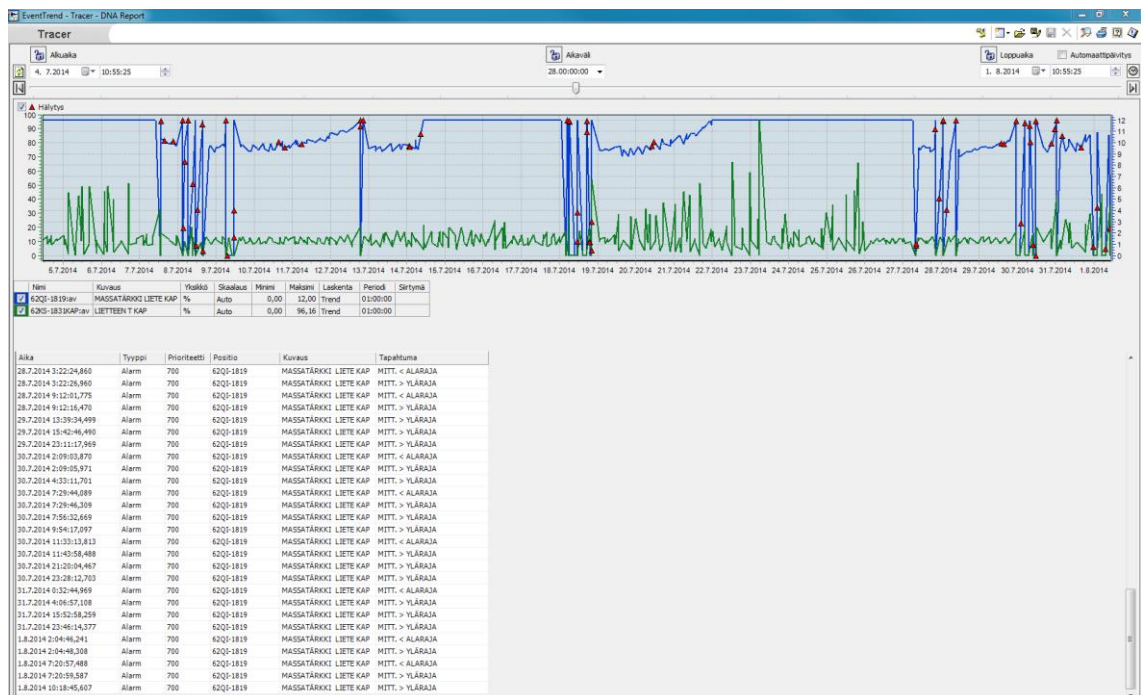 EventTrend - Tracer - DNA Report
Tracer
Alkuaika Aikaväli Loppuaika Automaattipäivitys
4. 7.2014 10:55:25 28.00:00:00 1. 8.2014 10:55:25
Hälytys
100 12
90 11
80 10
70 9
60 8
50 7
40 6
30 5
20 4
10 3
0 2
1
0
5.7.2014 6.7.2014 7.7.2014 8.7.2014 9.7.2014 10.7.2014 11.7.2014 12.7.2014 13.7.2014 14.7.2014 15.7.2014 16.7.2014 17.7.2014 18.7.2014 19.7.2014 20.7.2014 21.7.2014 22.7.2014 23.7.2014 24.7.2014 25.7.2014 26.7.2014 27.7.2014 28.7.2014 29.7.2014 30.7.2014 31.7.2014 1.8.2014
Nimi Kuvaus Yksikkö Skaalaus Minimi Maksimi Laskenta Periodi Siirtymä
62QI-1819:av MASSATÄRKKI LIETE KAP % Auto 0,00 12,00 Trend 01:00:00
62KS-1831KAP:av LIETTEEN T KAP % Auto 0,00 96,16 Trend 01:00:00
Aika Tyyppi Prioriteetti Positio Kuvaus Tapahtuma
28.7.2014 3:22:24,860 Alarm 700 62QI-1819 MASSATÄRKKI LIETE KAP MITT. < ALARAJA
28.7.2014 3:22:26,960 Alarm 700 62QI-1819 MASSATÄRKKI LIETE KAP MITT. > YLÄRAJA
28.7.2014 9:12:01,775 Alarm 700 62QI-1819 MASSATÄRKKI LIETE KAP MITT. < ALARAJA
28.7.2014 9:12:16,470 Alarm 700 62QI-1819 MASSATÄRKKI LIETE KAP MITT. > YLÄRAJA
29.7.2014 13:39:34,499 Alarm 700 62QI-1819 MASSATÄRKKI LIETE KAP MITT. > YLÄRAJA
29.7.2014 15:42:46,490 Alarm 700 62QI-1819 MASSATÄRKKI LIETE KAP MITT. > YLÄRAJA
29.7.2014 23:11:17,969 Alarm 700 62QI-1819 MASSATÄRKKI LIETE KAP MITT. > YLÄRAJA
30.7.2014 2:09:03,870 Alarm 700 62QI-1819 MASSATÄRKKI LIETE KAP MITT. < ALARAJA
30.7.2014 2:09:05,971 Alarm 700 62QI-1819 MASSATÄRKKI LIETE KAP MITT. > YLÄRAJA
30.7.2014 4:33:11,701 Alarm 700 62QI-1819 MASSATÄRKKI LIETE KAP MITT. > YLÄRAJA
30.7.2014 7:29:44,089 Alarm 700 62QI-1819 MASSATÄRKKI LIETE KAP MITT. < ALARAJA
30.7.2014 7:29:46,309 Alarm 700 62QI-1819 MASSATÄRKKI LIETE KAP MITT. > YLÄRAJA
30.7.2014 7:56:32,669 Alarm 700 62QI-1819 MASSATÄRKKI LIETE KAP MITT. > YLÄRAJA
30.7.2014 9:54:17,097 Alarm 700 62QI-1819 MASSATÄRKKI LIETE KAP MITT. > YLÄRAJA
30.7.2014 11:33:13,813 Alarm 700 62QI-1819 MASSATÄRKKI LIETE KAP MITT. < ALARAJA
30.7.2014 11:43:58,488 Alarm 700 62QI-1819 MASSATÄRKKI LIETE KAP MITT. > YLÄRAJA
30.7.2014 21:20:04,467 Alarm 700 62QI-1819 MASSATÄRKKI LIETE KAP MITT. > YLÄRAJA
30.7.2014 23:28:12,703 Alarm 700 62QI-1819 MASSATÄRKKI LIETE KAP MITT. > YLÄRAJA
31.7.2014 0:32:44,969 Alarm 700 62QI-1819 MASSATÄRKKI LIETE KAP MITT. < ALARAJA
31.7.2014 4:06:57,108 Alarm 700 62QI-1819 MASSATÄRKKI LIETE KAP MITT. > YLÄRAJA
31.7.2014 15:52:58,259 Alarm 700 62QI-1819 MASSATÄRKKI LIETE KAP MITT. > YLÄRAJA
31.7.2014 23:46:14,377 Alarm 700 62QI-1819 MASSATÄRKKI LIETE KAP MITT. > YLÄRAJA
1.8.2014 2:04:46,241 Alarm 700 62QI-1819 MASSATÄRKKI LIETE KAP MITT. < ALARAJA
1.8.2014 2:04:48,308 Alarm 700 62QI-1819 MASSATÄRKKI LIETE KAP MITT. > YLÄRAJA
1.8.2014 7:20:57,488 Alarm 700 62QI-1819 MASSATÄRKKI LIETE KAP MITT. < ALARAJA
1.8.2014 7:20:59,587 Alarm 700 62QI-1819 MASSATÄRKKI LIETE KAP MITT. > YLÄRAJA
1.8.2014 10:18:45,607 Alarm 700 62QI-1819 MASSATÄRKKI LIETE KAP MITT. > YLÄRAJA